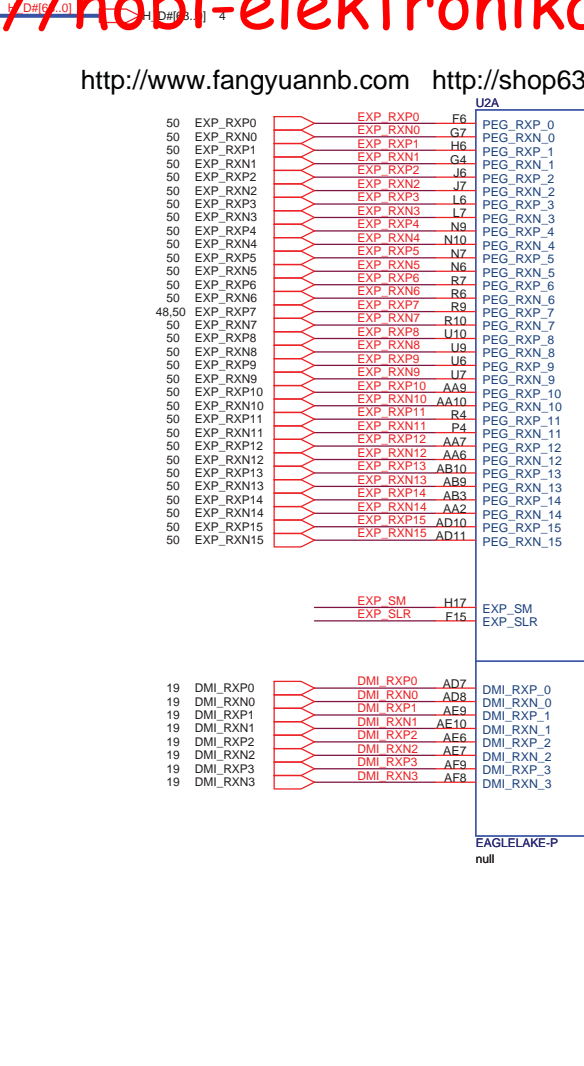 H_D#[63..0] H_D#[63..0] 4
//hobi-elektronika
http://www.fangyuannb.com http://shop63
U2A
50 EXP_RXP0 EXP_RXP0 F6 PEG_RXP_0
50 EXP_RXN0 EXP_RXN0 G7 PEG_RXN_0
50 EXP_RXP1 EXP_RXP1 H6 PEG_RXP_1
50 EXP_RXN1 EXP_RXN1 G4 PEG_RXN_1
50 EXP_RXP2 EXP_RXP2 J6 PEG_RXP_2
50 EXP_RXN2 EXP_RXN2 J7 PEG_RXN_2
50 EXP_RXP3 EXP_RXP3 L6 PEG_RXP_3
50 EXP_RXN3 EXP_RXN3 L7 PEG_RXN_3
50 EXP_RXP4 EXP_RXP4 N9 PEG_RXP_4
50 EXP_RXN4 EXP_RXN4 N10 PEG_RXN_4
50 EXP_RXP5 EXP_RXP5 N7 PEG_RXP_5
50 EXP_RXN5 EXP_RXN5 N6 PEG_RXN_5
50 EXP_RXP6 EXP_RXP6 R7 PEG_RXP_6
50 EXP_RXN6 EXP_RXN6 R6 PEG_RXN_6
48,50 EXP_RXP7 EXP_RXP7 R9 PEG_RXP_7
50 EXP_RXN7 EXP_RXN7 R10 PEG_RXN_7
50 EXP_RXP8 EXP_RXP8 U10 PEG_RXP_8
50 EXP_RXN8 EXP_RXN8 U9 PEG_RXN_8
50 EXP_RXP9 EXP_RXP9 U6 PEG_RXP_9
50 EXP_RXN9 EXP_RXN9 U7 PEG_RXN_9
50 EXP_RXP10 EXP_RXP10 AA9 PEG_RXP_10
50 EXP_RXN10 EXP_RXN10 AA10 PEG_RXN_10
50 EXP_RXP11 EXP_RXP11 R4 PEG_RXP_11
50 EXP_RXN11 EXP_RXN11 P4 PEG_RXN_11
50 EXP_RXP12 EXP_RXP12 AA7 PEG_RXP_12
50 EXP_RXN12 EXP_RXN12 AA6 PEG_RXN_12
50 EXP_RXP13 EXP_RXP13 AB10 PEG_RXP_13
50 EXP_RXN13 EXP_RXN13 AB9 PEG_RXN_13
50 EXP_RXP14 EXP_RXP14 AB3 PEG_RXP_14
50 EXP_RXN14 EXP_RXN14 AA2 PEG_RXN_14
50 EXP_RXP15 EXP_RXP15 AD10 PEG_RXP_15
50 EXP_RXN15 EXP_RXN15 AD11 PEG_RXN_15
EXP_SM H17 EXP_SM
EXP_SLR F15 EXP_SLR
19 DMI_RXP0 DMI_RXP0 AD7 DMI_RXP_0
19 DMI_RXN0 DMI_RXN0 AD8 DMI_RXN_0
19 DMI_RXP1 DMI_RXP1 AE9 DMI_RXP_1
19 DMI_RXN1 DMI_RXN1 AE10 DMI_RXN_1
19 DMI_RXP2 DMI_RXP2 AE6 DMI_RXP_2
19 DMI_RXN2 DMI_RXN2 AE7 DMI_RXN_2
19 DMI_RXP3 DMI_RXP3 AF9 DMI_RXP_3
19 DMI_RXN3 DMI_RXN3 AF8 DMI_RXN_3
EAGLELAKE-P
null